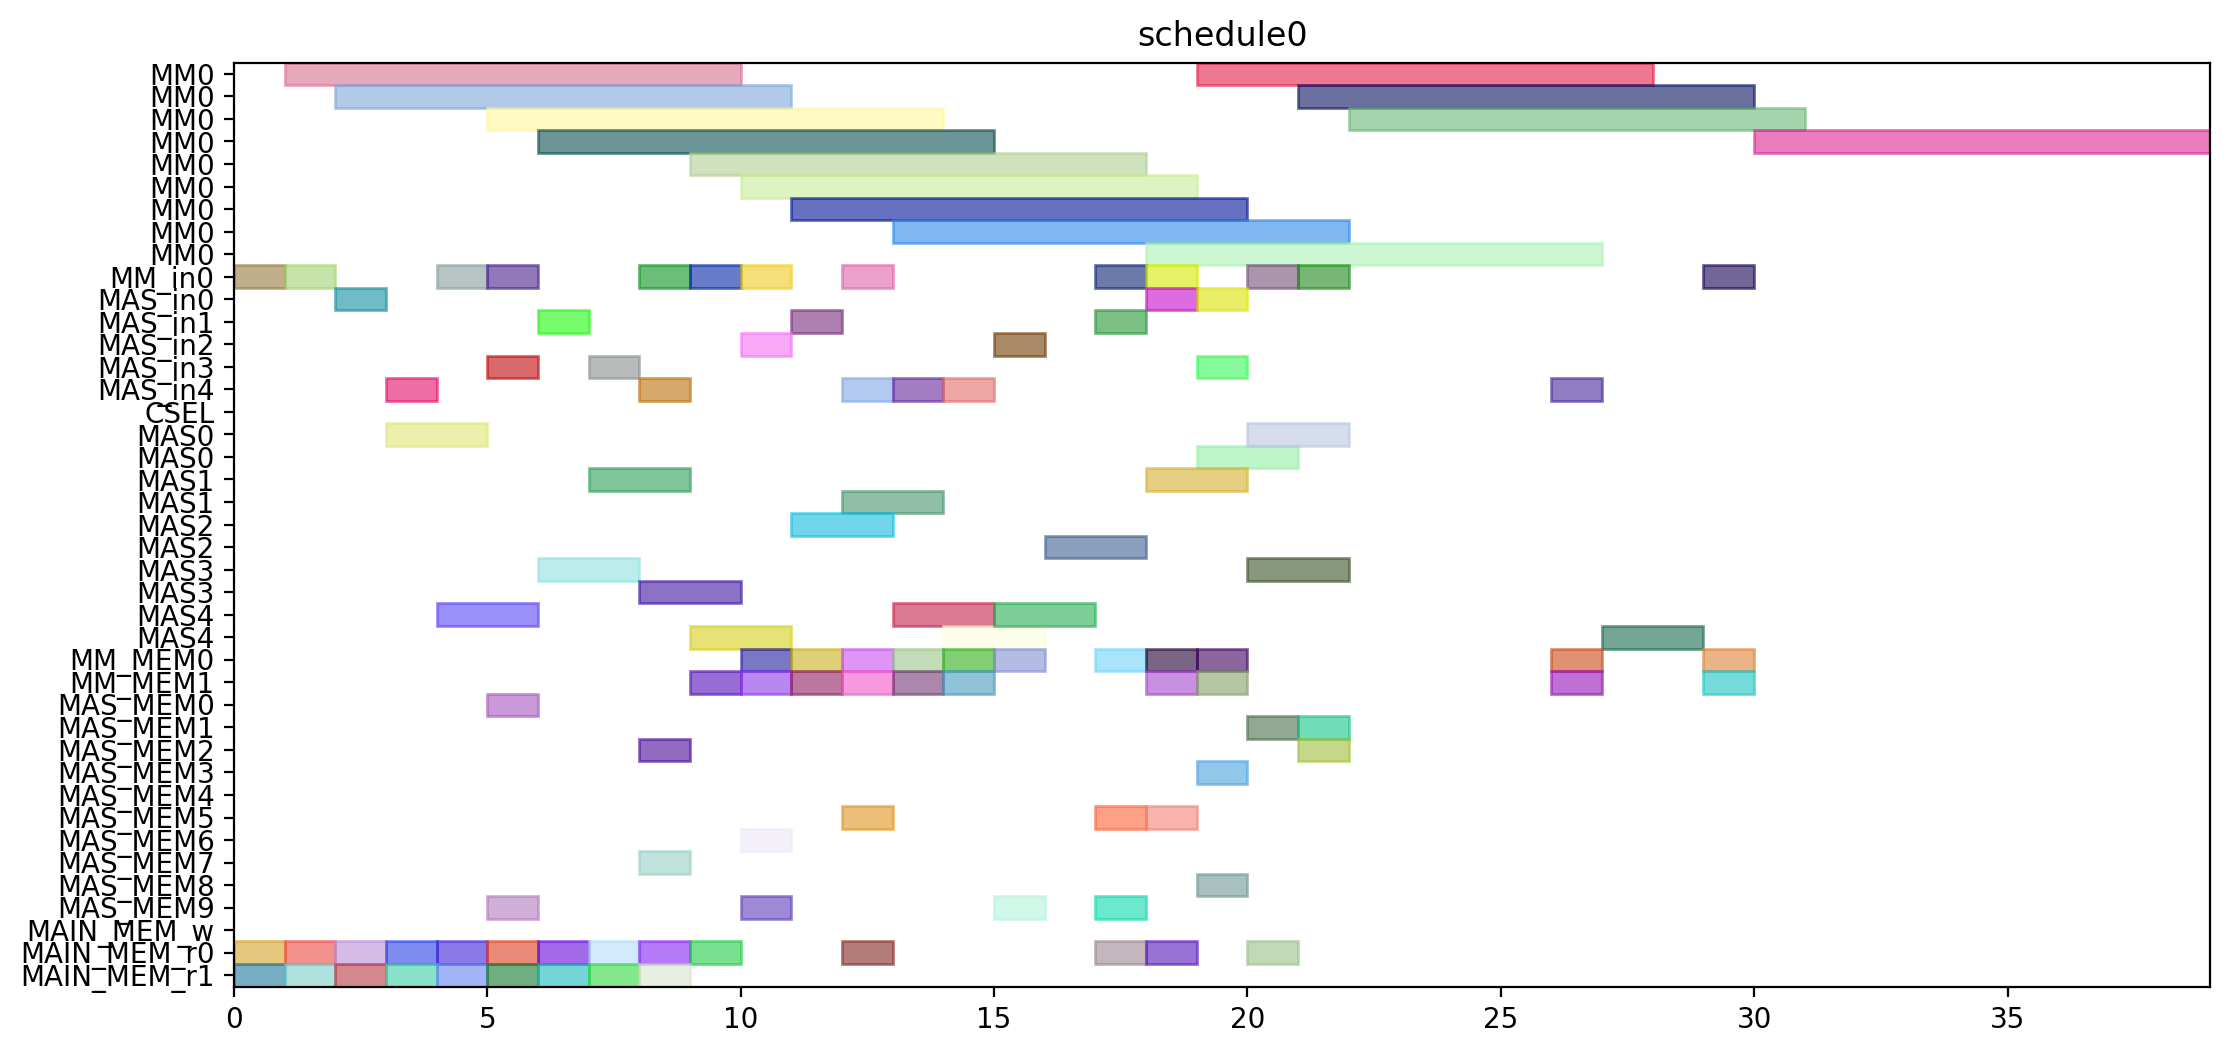 schedule0
MM0
MM0
MM0
MM0
MM0
MM0
MM0
MM0
MM0
MM_in0
MAS_in0
MAS_in1
MAS_in2
MAS_in3
MAS_in4
CSEL
MAS0
MAS0
MAS1
MAS1
MAS2
MAS2
MAS3
MAS3
MAS4
MAS4
MM_MEM0
MM_MEM1
MAS_MEM0
MAS_MEM1
MAS_MEM2
MAS_MEM3
MAS_MEM4
MAS_MEM5
MAS_MEM6
MAS_MEM7
MAS_MEM8
MAS_MEM9
MAIN_MEM_w
MAIN_MEM_r0
MAIN_MEM_r1
0 5 10 15 20 25 30 35